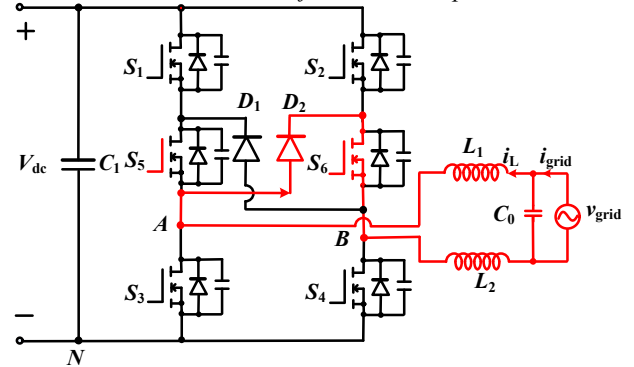 +
S1
S2
D1
D2
Vdc
C1
S5
S6
L1
iL
igrid
A
B
C0
vgrid
L2
S3
S4
−
N